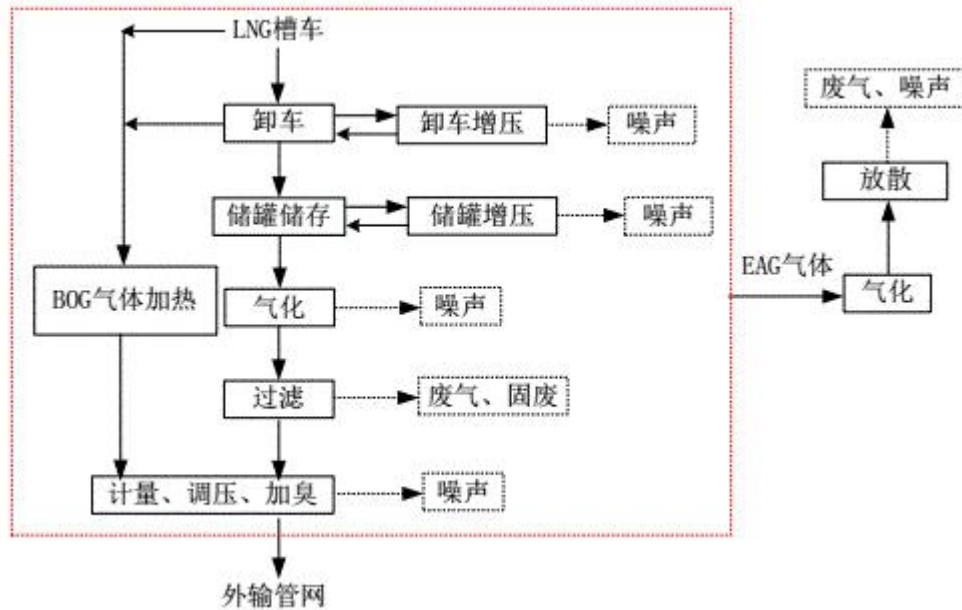 LNG槽车
废气、噪声
卸车
卸车增压
噪声
放散
储罐储存
储罐增压
噪声
EAG气体
BOG气体加热
气化
噪声
气化
过滤
废气、固废
计量、调压、加臭
噪声
外输管网